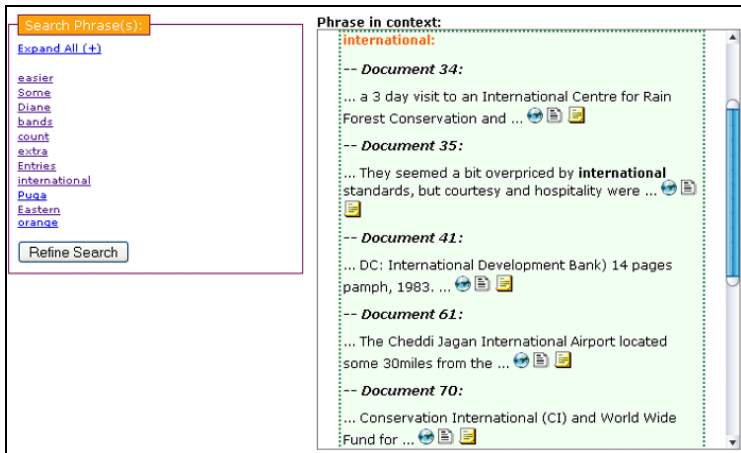 Search Phrase(s):
Expand All (+)
easier
Some
Diane
bands
count
extra
Entries
international
Puga
Eastern
orange
Refine Search
Phrase in context:
international:
-- Document 34:
... a 3 day visit to an International Centre for Rain
Forest Conservation and ...
-- Document 35:
... They seemed a bit overpriced by international
standards, but courtesy and hospitality were ...
-- Document 41:
... DC: International Development Bank) 14 pages
pamph, 1983. ...
-- Document 61:
... The Cheddi Jagan International Airport located
some 30miles from the ...
-- Document 70:
... Conservation International (CI) and World Wide
Fund for ...